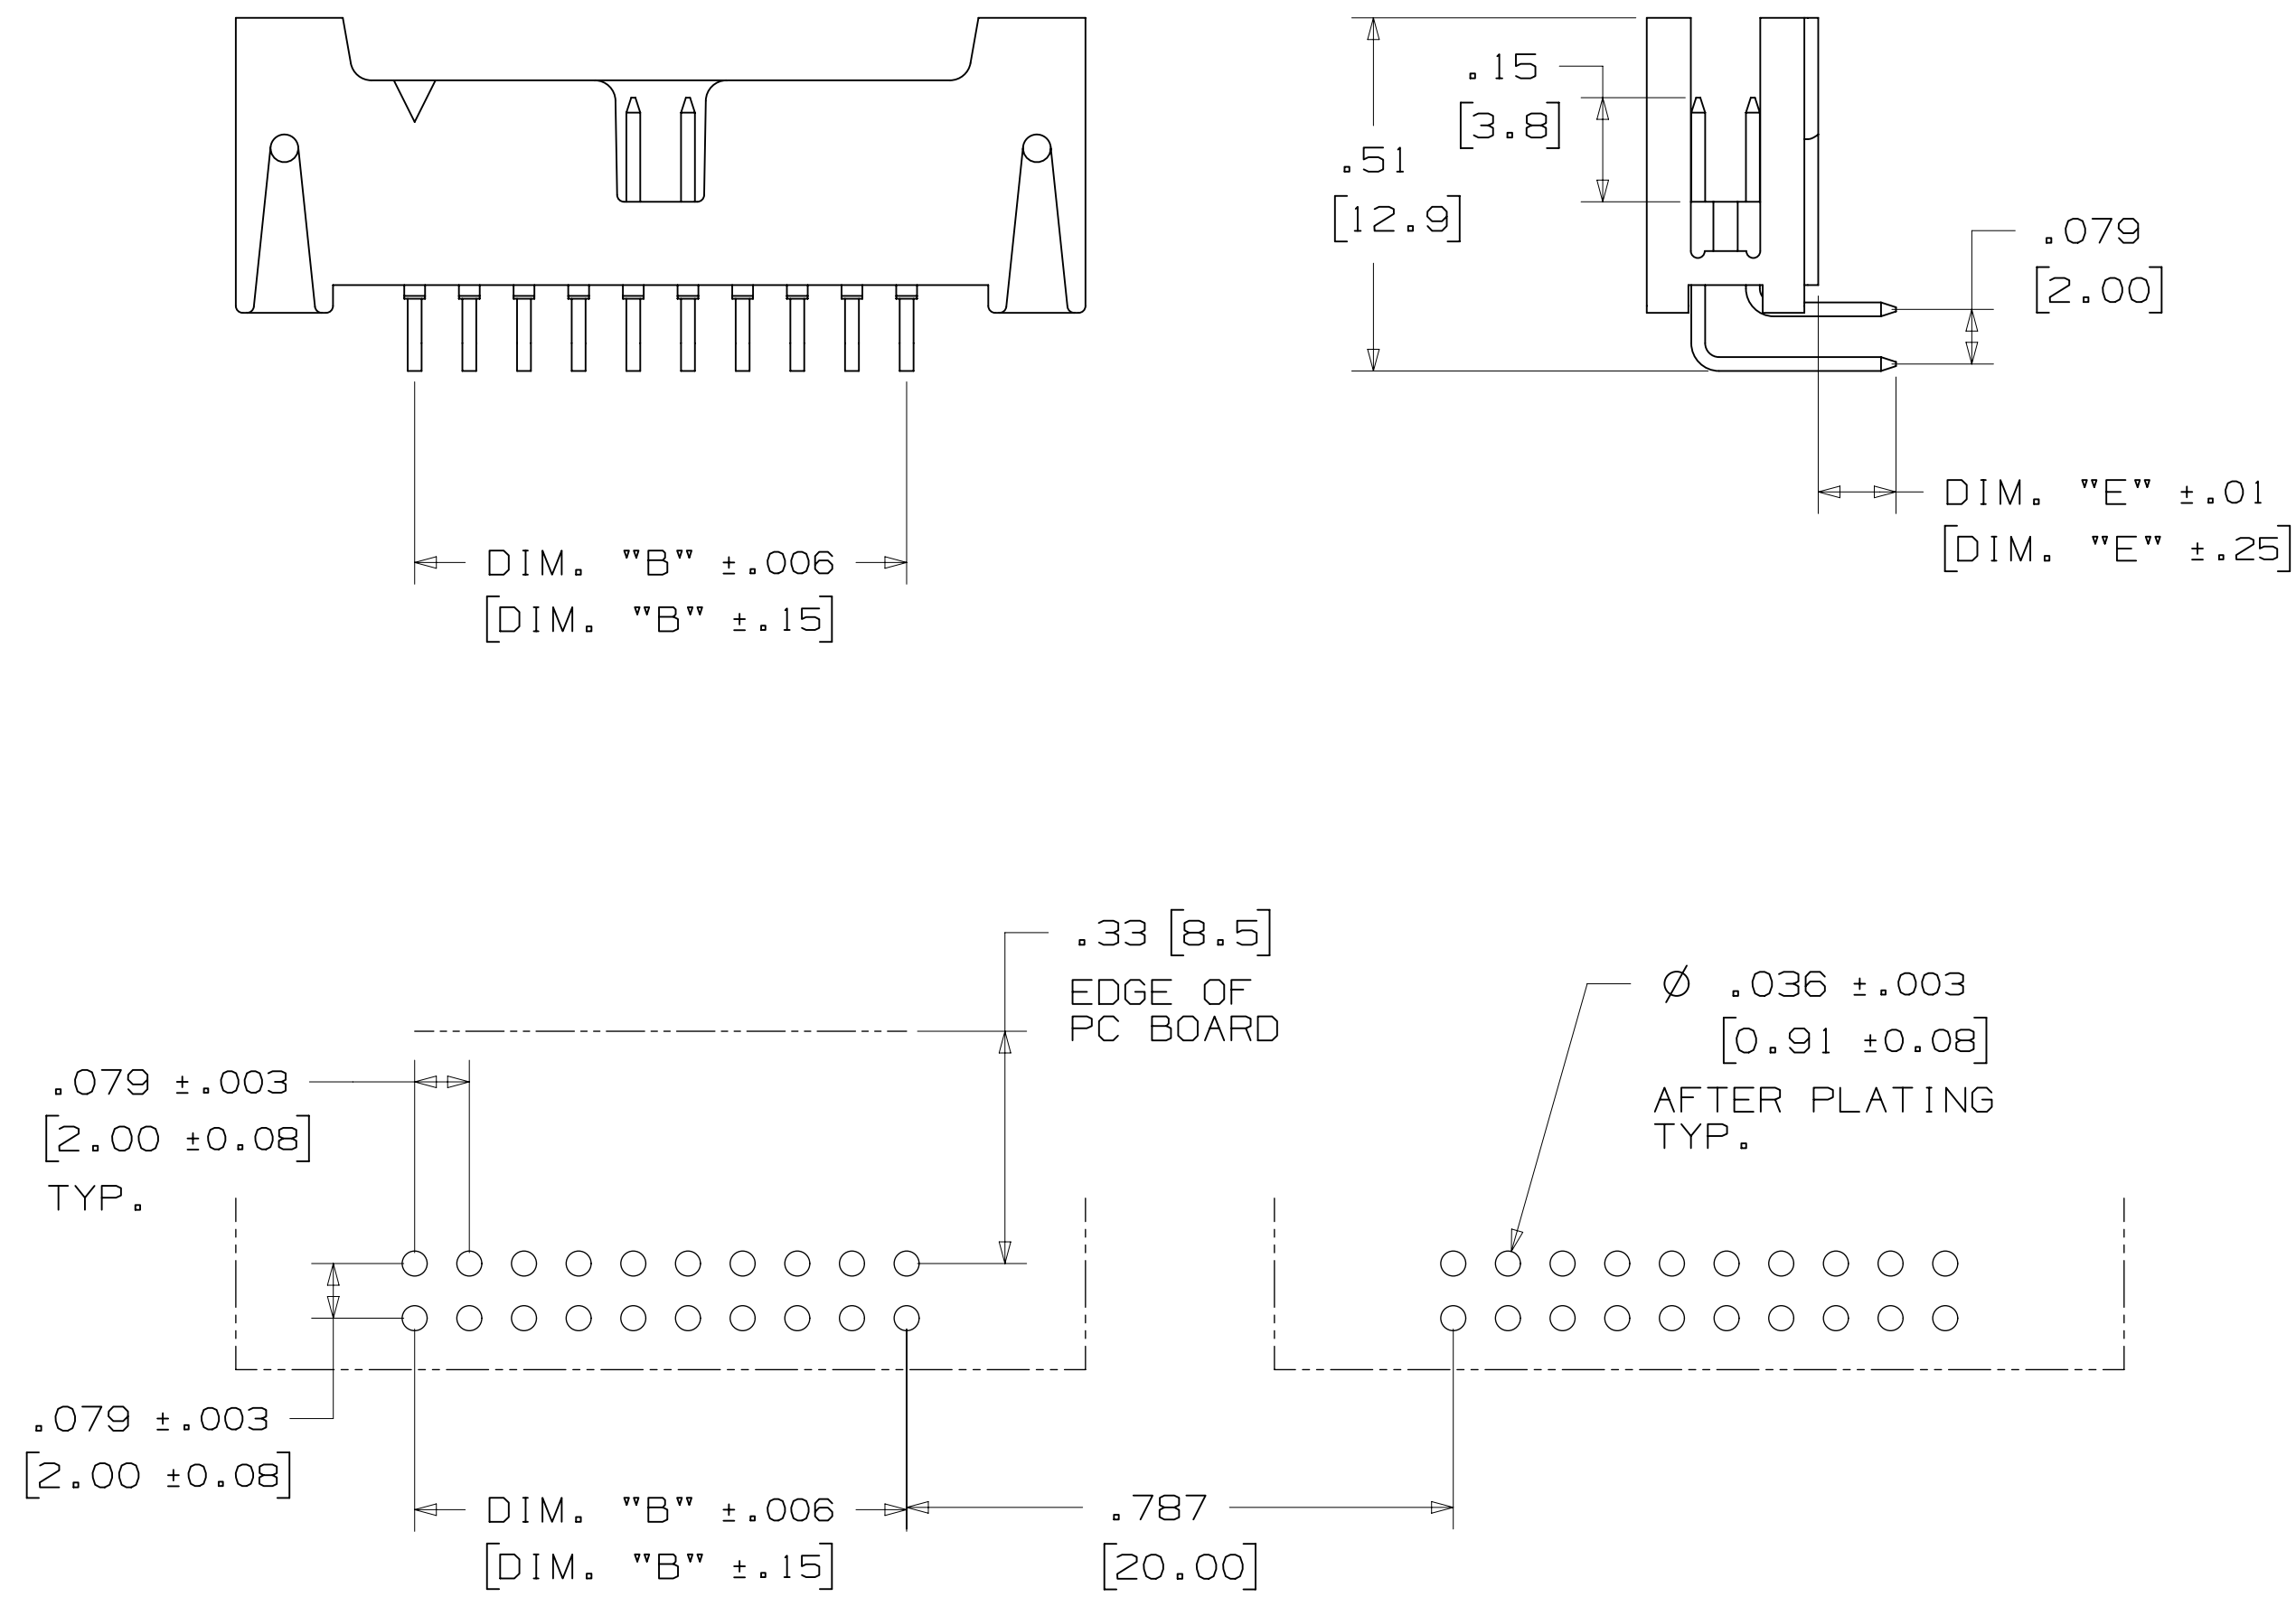 .15
[3.8]
.51
[12.9]
.079
[2.00]
DIM. "E" ±.01
[DIM. "E" ±.25]
DIM. "B" ±.006
[DIM. "B" ±.15]
.33 [8.5]
EDGE OF
PC BOARD
Ø .036 ±.003
[0.91 ±0.08]
AFTER PLATING
TYP.
.079 ±.003
[2.00 ±0.08]
TYP.
.079 ±.003
[2.00 ±0.08]
DIM. "B" ±.006
[DIM. "B" ±.15]
.787
[20.00]